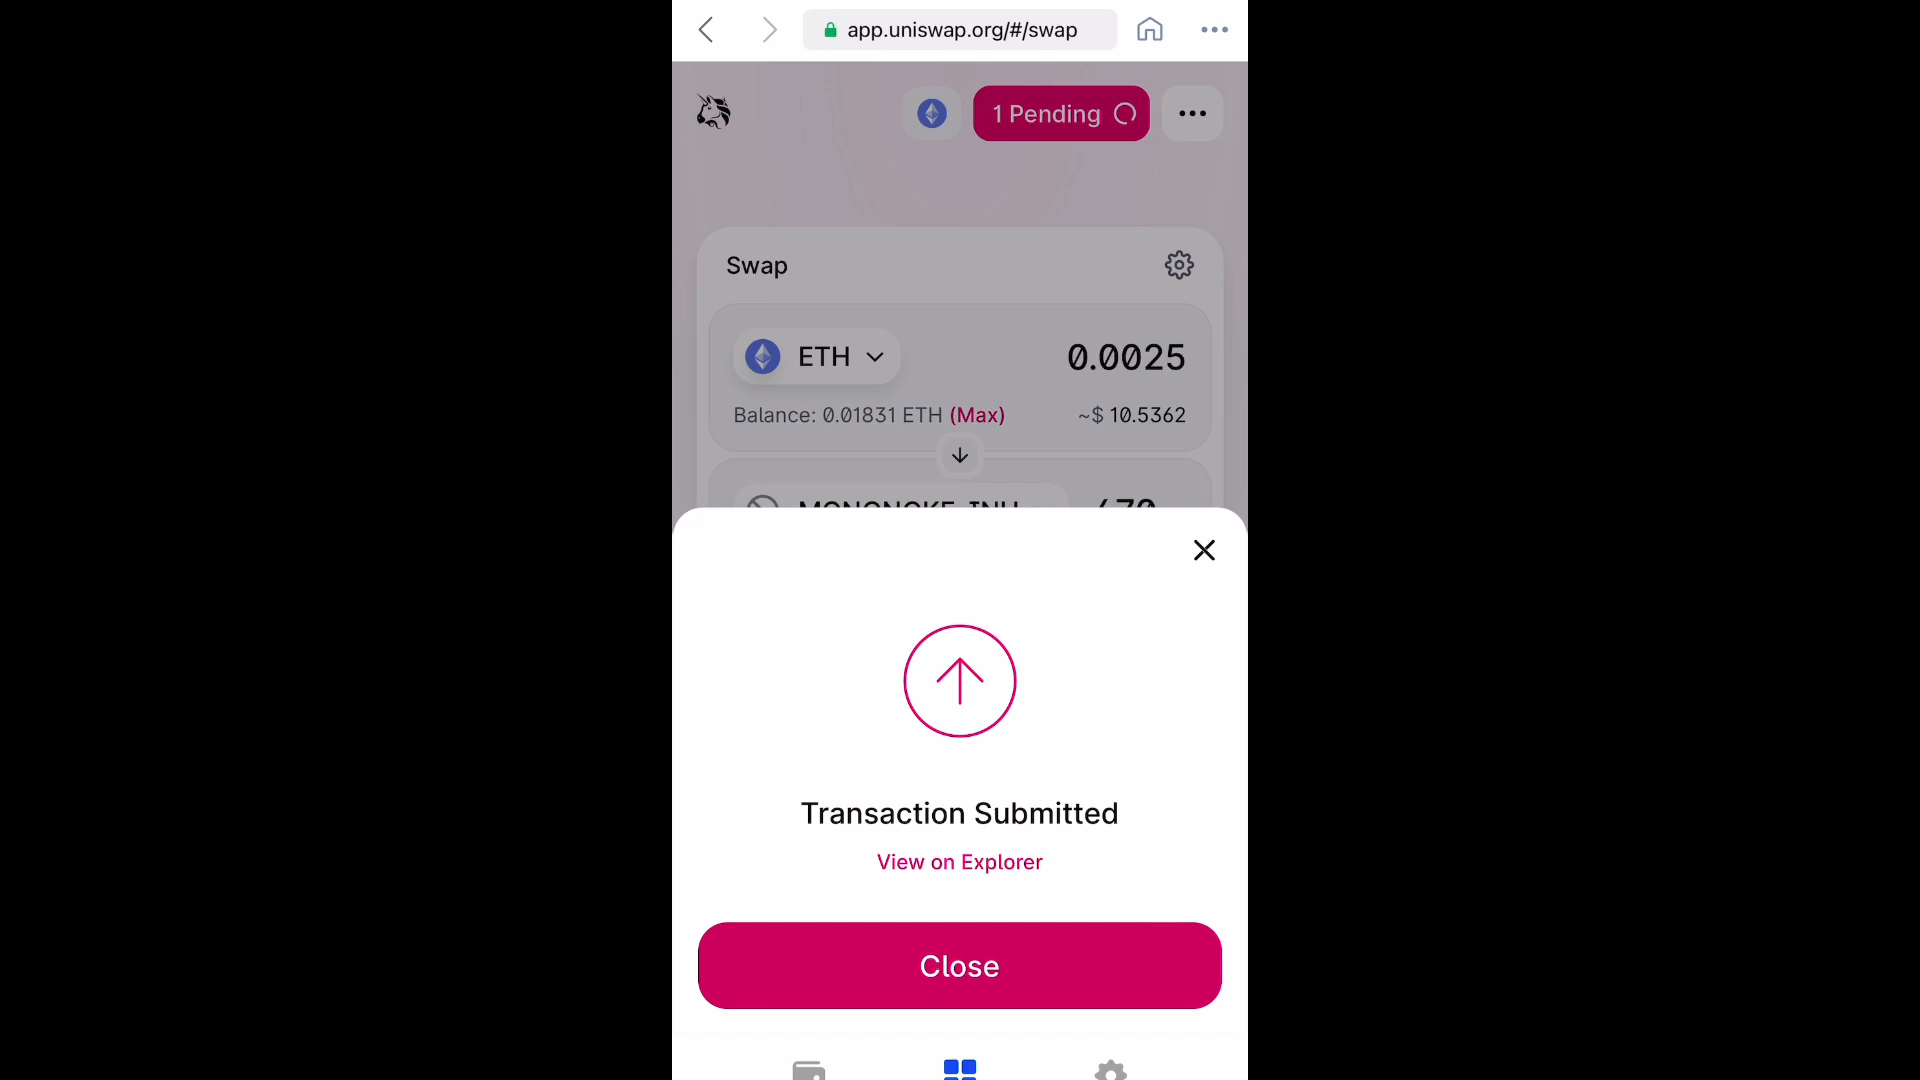 app.uniswap.org/#/swap
1 Pending
Swap
ETH
0.0025
Balance: 0.01831 ETH (Max)
~$ 10.5362
MONONOKE-INU
Transaction Submitted
View on Explorer
Close